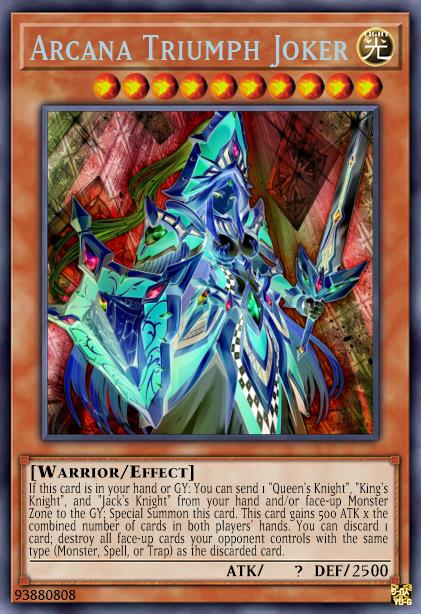 Arcana Triumph Joker
LIGHT
光
[Warrior/Effect]
If this card is in your hand or GY: You can send 1 "Queen's Knight", "King's
Knight", and "Jack's Knight" from your hand and/or face-up Monster
Zone to the GY; Special Summon this card. This card gains 500 ATK x the
combined number of cards in both players' hands. You can discard 1
card; destroy all face-up cards your opponent controls with the same
type (Monster, Spell, or Trap) as the discarded card.
ATK/ ? DEF/2500
93880808